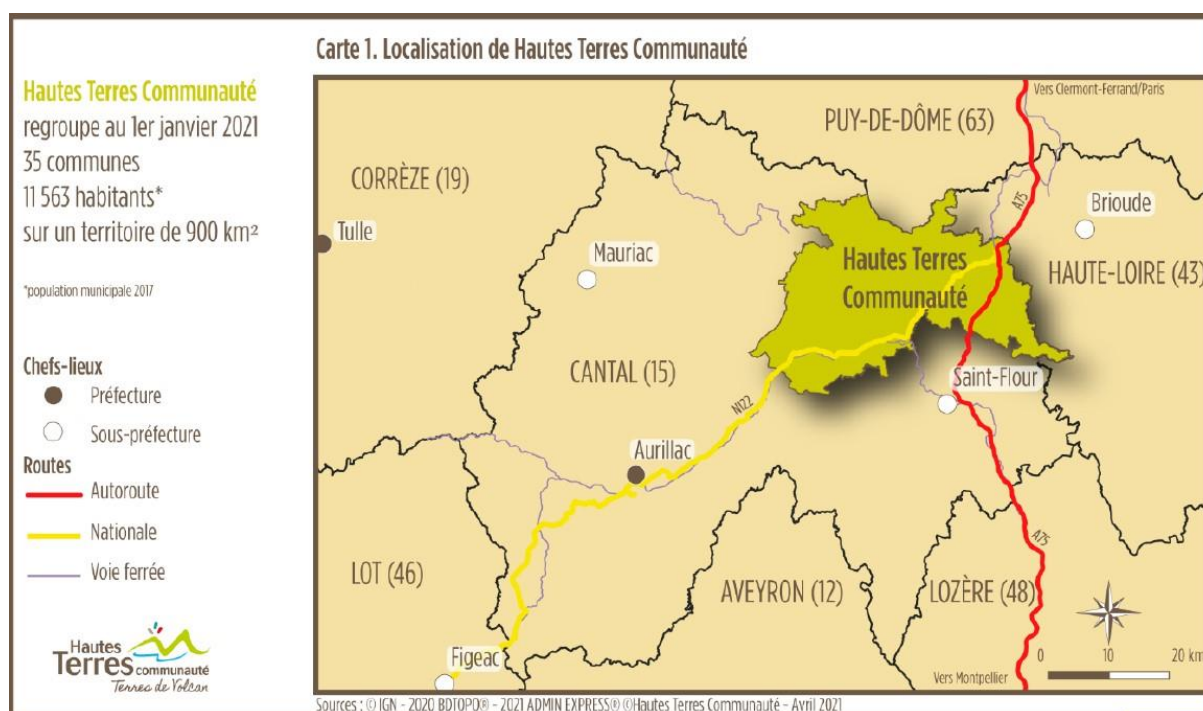 Carte 1. Localisation de Hautes Terres Communauté
Hautes Terres Communauté
regroupe au 1er janvier 2021
35 communes
11 563 habitants*
sur un territoire de 900 km²
*population municipale 2017
Chefs-lieux
Préfecture
Sous-préfecture
Routes
Autoroute
Nationale
Voie ferrée
Hautes
Terres communauté
Terres de Volcan
Vers Clermont-Ferrand/Paris
PUY-DE-DÔME (63)
CORRÈZE (19)
A75
Brioude
Tulle
Mauriac
Hautes Terres
Communauté
HAUTE-LOIRE (43)
CANTAL (15)
Saint-Flour
N122
Aurillac
A75
LOT (46)
AVEYRON (12)
LOZÈRE (48)
Figeac
Vers Montpellier
0 10 20 km
Sources : © IGN - 2020 BDTOPO® - 2021 ADMIN EXPRESS® ©Hautes Terres Communauté - Avril 2021